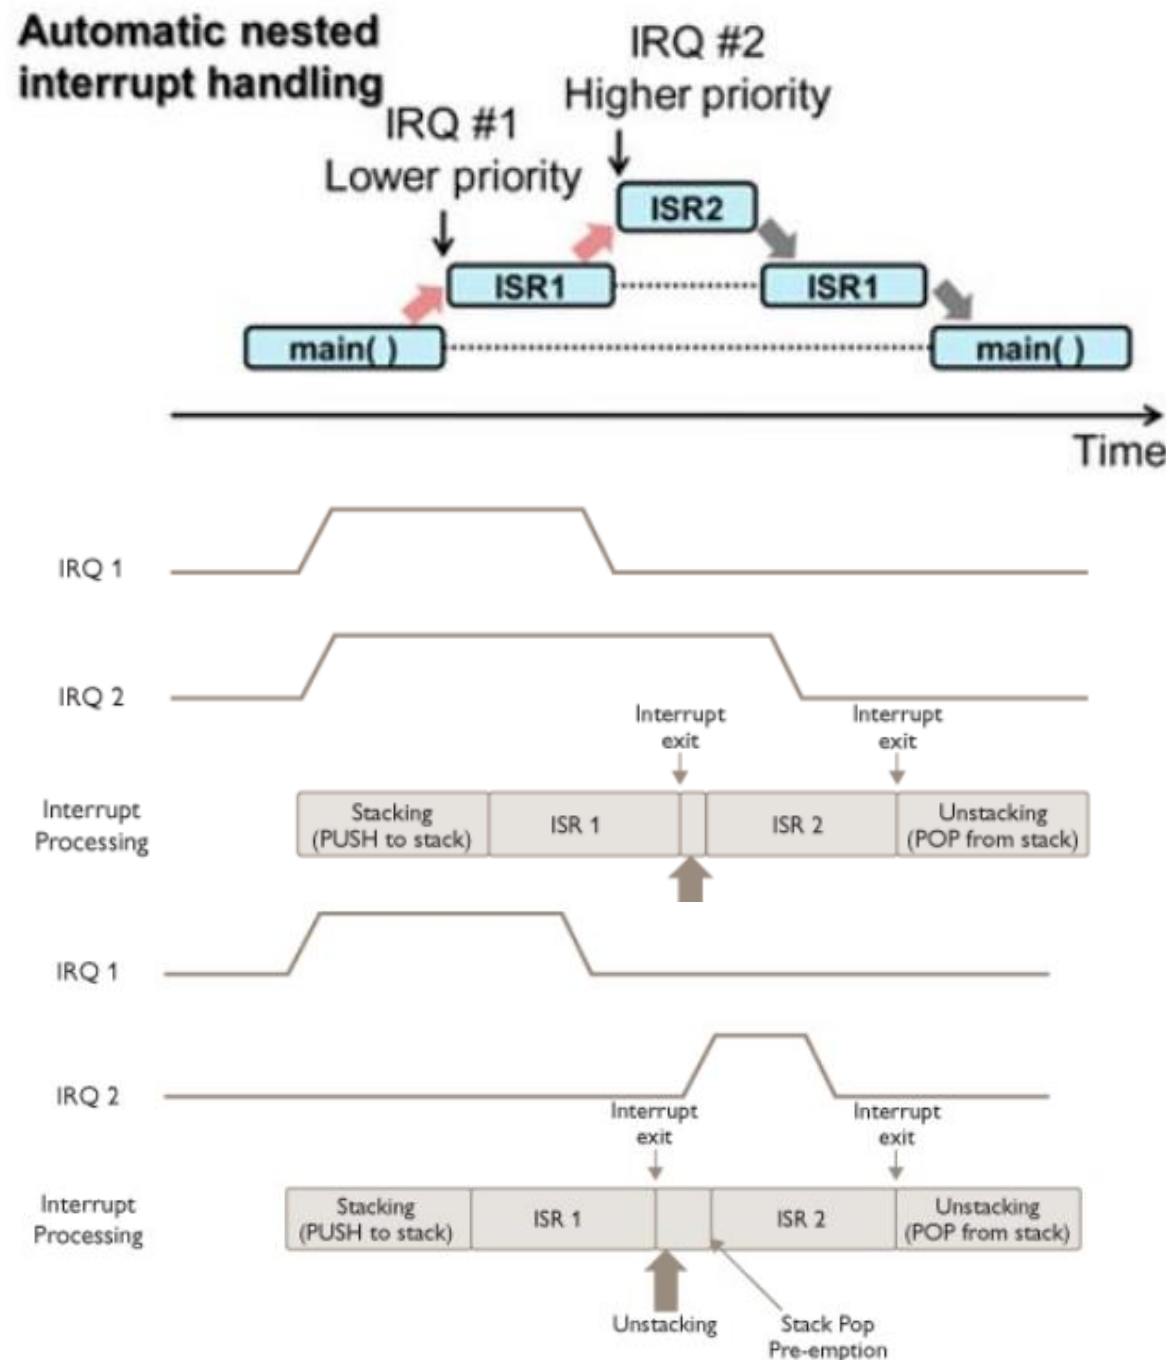 Automatic nested
interrupt handling
IRQ #1
Lower priority
IRQ #2
Higher priority
ISR2
ISR1
ISR1
main( )
main( )
Time
IRQ 1
IRQ 2
Interrupt
exit
Interrupt
exit
Interrupt
Processing
Stacking
(PUSH to stack)
ISR 1
ISR 2
Unstacking
(POP from stack)
IRQ 1
IRQ 2
Interrupt
exit
Interrupt
exit
Interrupt
Processing
Stacking
(PUSH to stack)
ISR 1
ISR 2
Unstacking
(POP from stack)
Unstacking
Stack Pop
Pre-emption